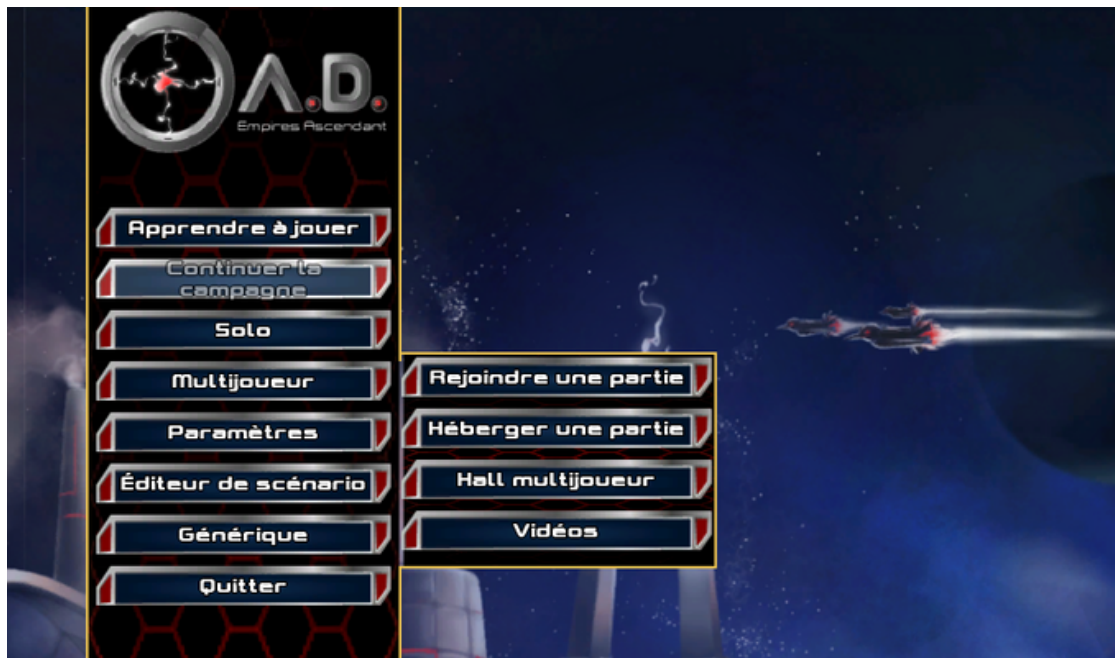 0 A.D.
Empires Ascendant
Apprendre à jouer
Continuer la
campagne
Solo
Multijoueur
Paramètres
Éditeur de scénario
Générique
Quitter
Rejoindre une partie
Héberger une partie
Hall multijoueur
Vidéos